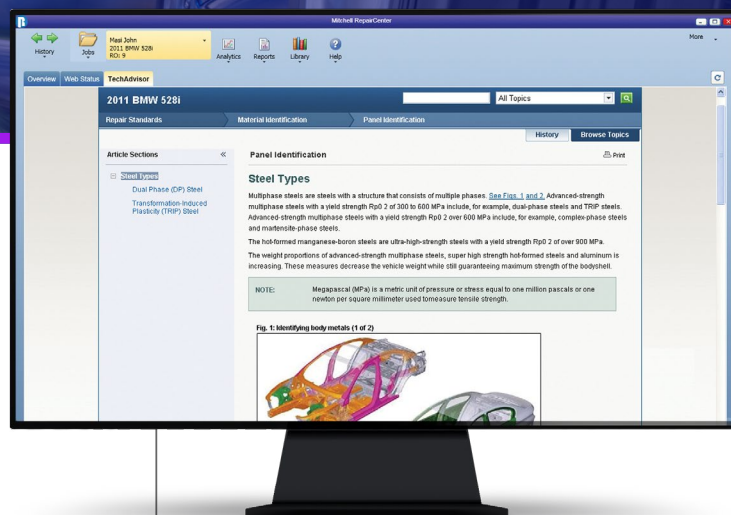 Mitchell RepairCenter
History
Jobs
Masi John
2011 BMW 528i
RO: 9
Analytics
Reports
Library
Help
More
Overview
Web Status
TechAdvisor
2011 BMW 528i
All Topics
Repair Standards
Material Identification
Panel Identification
History
Browse Topics
Article Sections
«
Panel Identification
Print
Steel Types
Dual Phase (DP) Steel
Transformation-Induced
Plasticity (TRIP) Steel
Steel Types
Multiphase steels are steels with a structure that consists of multiple phases. See Figs. 1 and 2. Advanced-strength
multiphase steels with a yield strength Rp0 2 of 300 to 600 MPa include, for example, dual-phase steels and TRIP steels.
Advanced-strength multiphase steels with a yield strength Rp0 2 over 600 MPa include, for example, complex-phase steels
and martensite-phase steels.
The hot-formed manganese-boron steels are ultra-high-strength steels with a yield strength Rp0 2 of over 900 MPa.
The weight proportions of advanced-strength multiphase steels, super high strength hot-formed steels and aluminum is
increasing. These measures decrease the vehicle weight while still guaranteeing maximum strength of the bodyshell.
NOTE:
Megapascal (MPa) is a metric unit of pressure or stress equal to one million pascals or one
newton per square millimeter used tomeasure tensile strength.
Fig. 1: Identifying body metals (1 of 2)